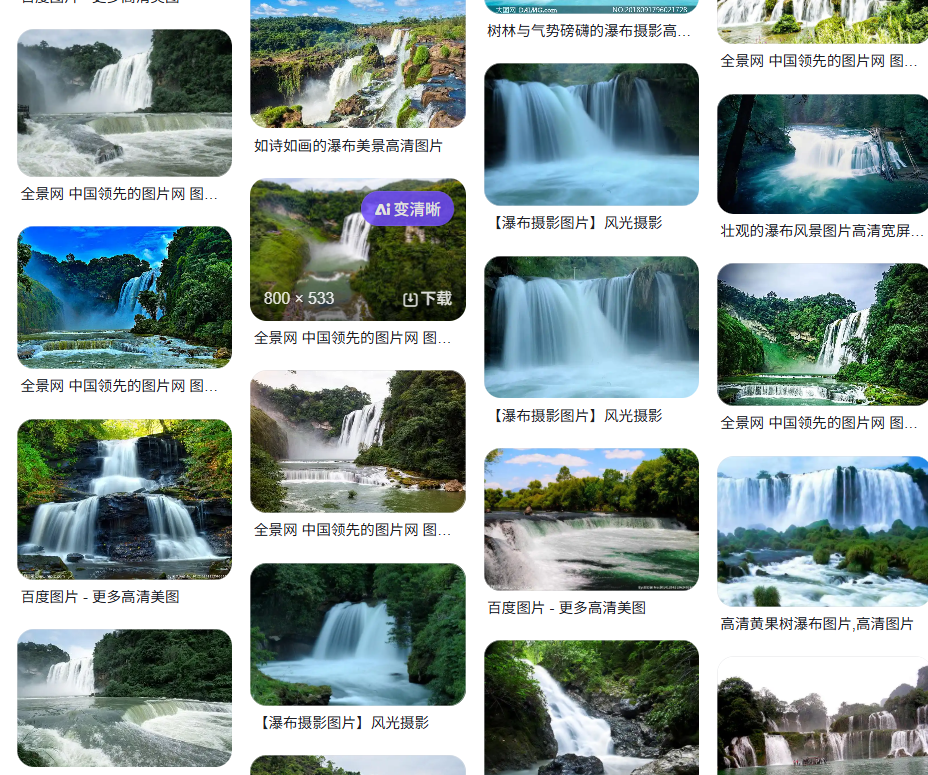 百度图片 - 更多高清美图
全景网 中国领先的图片网 图...
全景网 中国领先的图片网 图...
百度图片 - 更多高清美图
如诗如画的瀑布美景高清图片
Ai 变清晰
800 × 533
下载
全景网 中国领先的图片网 图...
全景网 中国领先的图片网 图...
【瀑布摄影图片】风光摄影
大图网 DAIMG.com
NO:2018091796021728
树林与气势磅礴的瀑布摄影高...
【瀑布摄影图片】风光摄影
【瀑布摄影图片】风光摄影
百度图片 - 更多高清美图
全景网 中国领先的图片网 图...
壮观的瀑布风景图片高清宽屏...
全景网 中国领先的图片网 图...
高清黄果树瀑布图片,高清图片